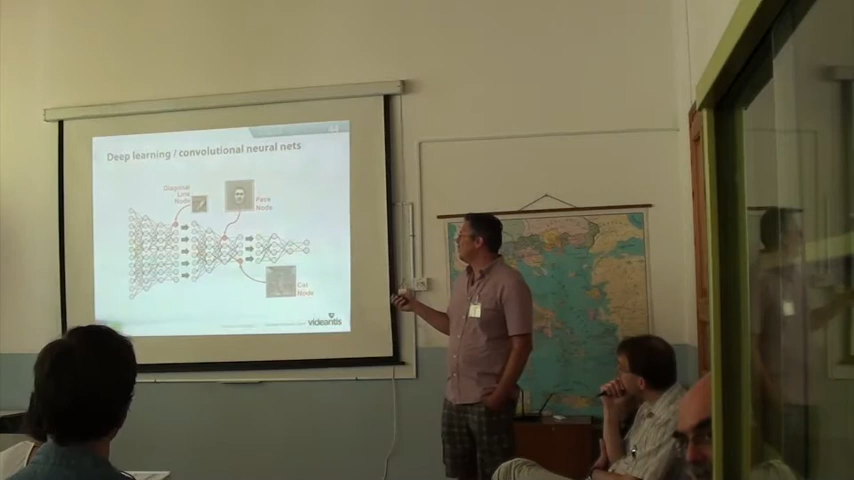 Deep learning / convolutional neural nets
Diagonal
Line
Node
Face
Node
Cat
Node
videantis